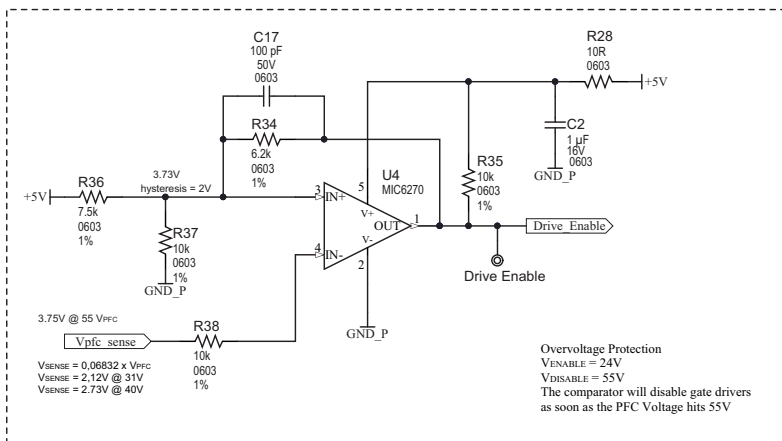 C17
100 pF
50V
0603
R34
6.2k
0603
1%
R28
10R
0603
+5V
C2
1 µF
16V
0603
GND_P
R35
10k
0603
1%
U4
MIC6270
5
V+
3
IN+
4
IN-
OUT
1
V-
2
GND_P
+5V
R36
7.5k
0603
1%
3.73V
hysteresis = 2V
R37
10k
0603
1%
GND_P
Drive_Enable
Drive Enable
3.75V @ 55 VPFC
Vpfc_sense
R38
10k
0603
1%
VSENSE = 0,06832 x VPFC
VSENSE = 2,12V @ 31V
VSENSE = 2.73V @ 40V
Overvoltage Protection
VENABLE = 24V
VDISABLE = 55V
The comparator will disable gate drivers
as soon as the PFC Voltage hits 55V